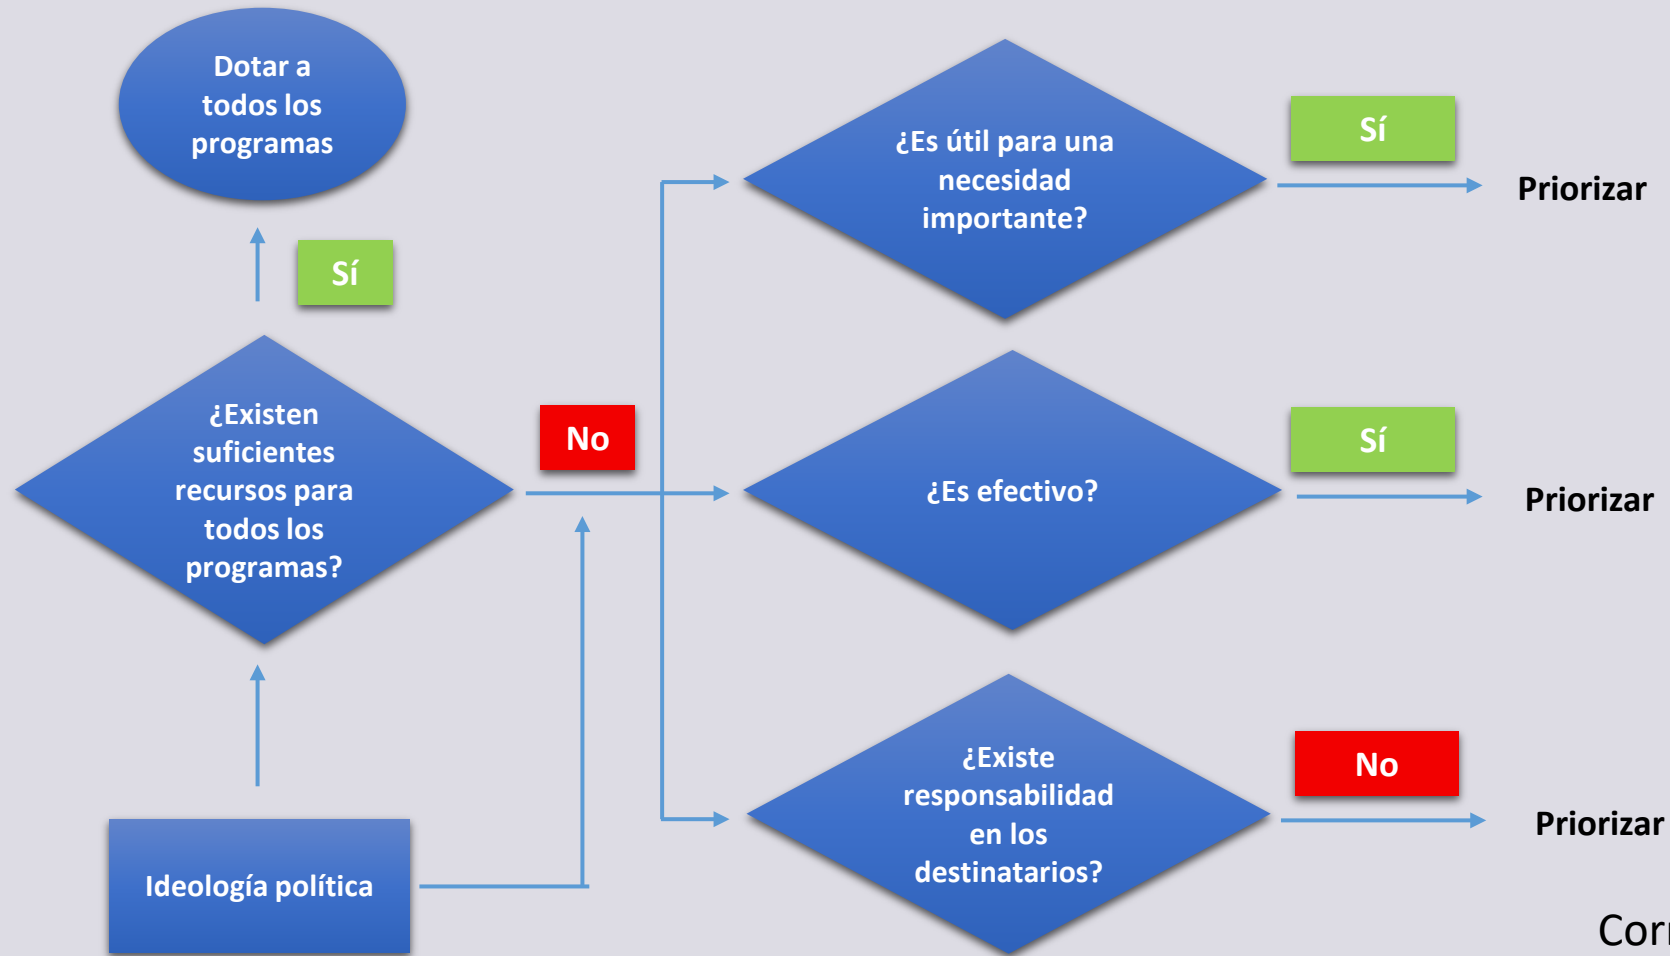 Dotar a
todos los
programas
Sí
¿Existen
suficientes
recursos para
todos los
programas?
No
Ideología política
¿Es útil para una
necesidad
importante?
Sí
Priorizar
¿Es efectivo?
Sí
Priorizar
¿Existe
responsabilidad
en los
destinatarios?
No
Priorizar